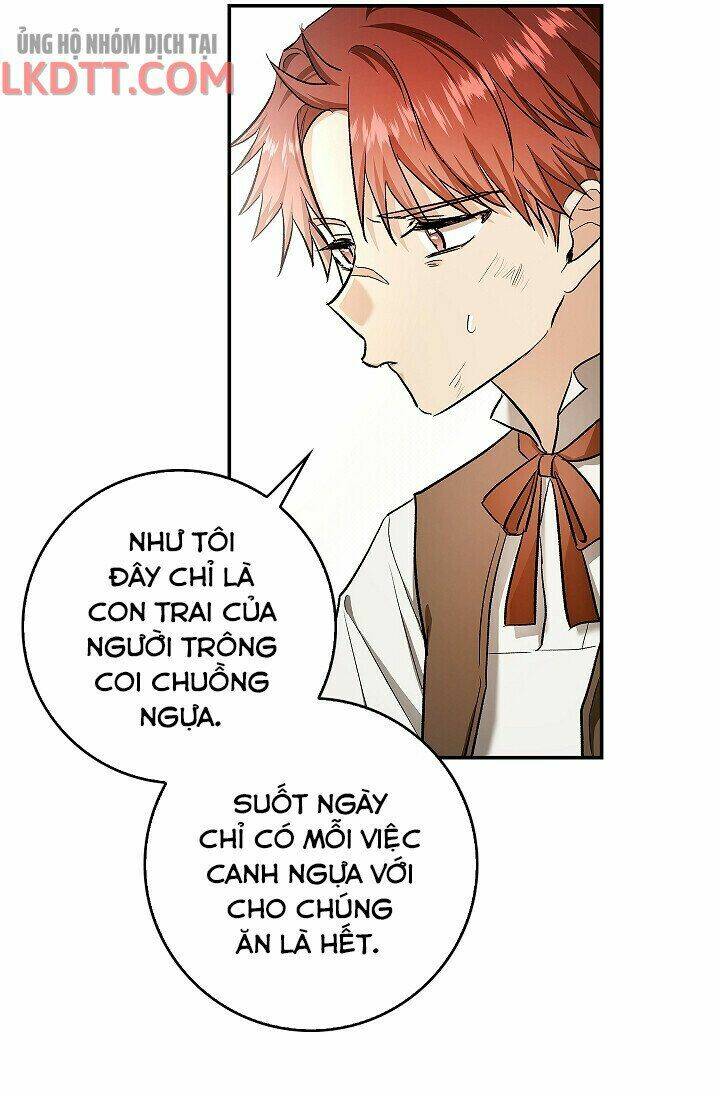 ỦNG HỘ NHÓM DỊCH TẠI
LKDTT.COM
NHƯ TÔI
ĐÂY CHỈ LÀ
CON TRAI CỦA
NGƯỜI TRÔNG
COI CHUỒNG
NGỰA.
SUỐT NGÀY
CHỈ CÓ MỖI VIỆC
CANH NGỰA VỚI
CHO CHÚNG
ĂN LÀ HẾT.